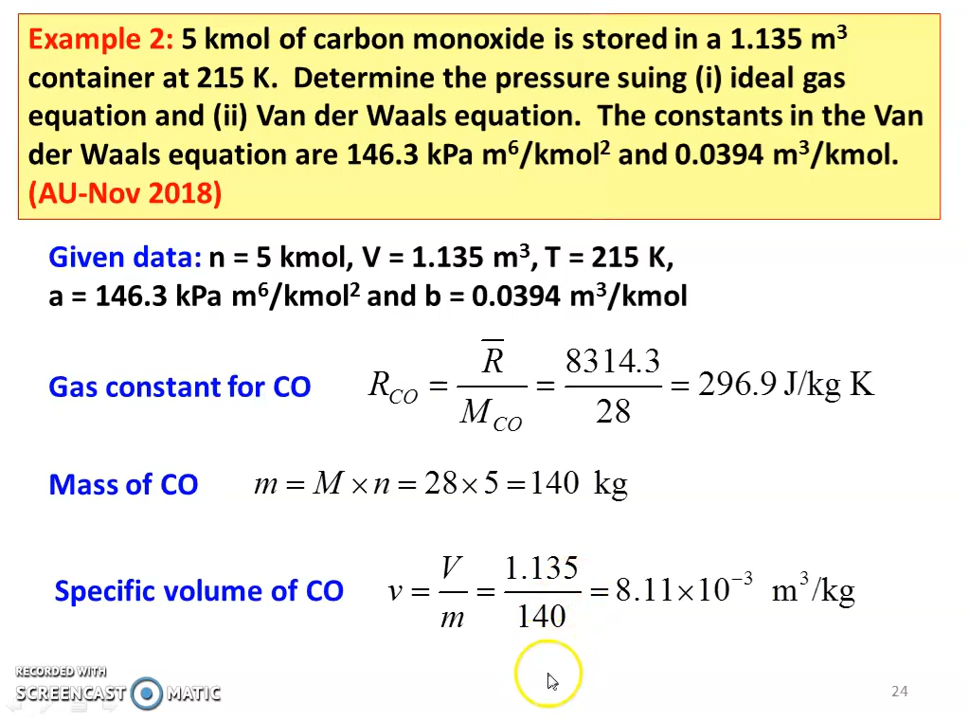 Example 2: 5 kmol of carbon monoxide is stored in a 1.135 m³
container at 215 K. Determine the pressure suing (i) ideal gas
equation and (ii) Van der Waals equation. The constants in the Van
der Waals equation are 146.3 kPa m⁶/kmol² and 0.0394 m³/kmol.
(AU-Nov 2018)
Given data: n = 5 kmol, V = 1.135 m³, T = 215 K,
a = 146.3 kPa m⁶/kmol² and b = 0.0394 m³/kmol
Gas constant for CO R_CO = R̅/M_CO = 8314.3/28 = 296.9 J/kg K
Mass of CO m = M × n = 28 × 5 = 140 kg
Specific volume of CO v = V/m = 1.135/140 = 8.11×10⁻³ m³/kg
RECORDED WITH
SCREENCAST MATIC
24